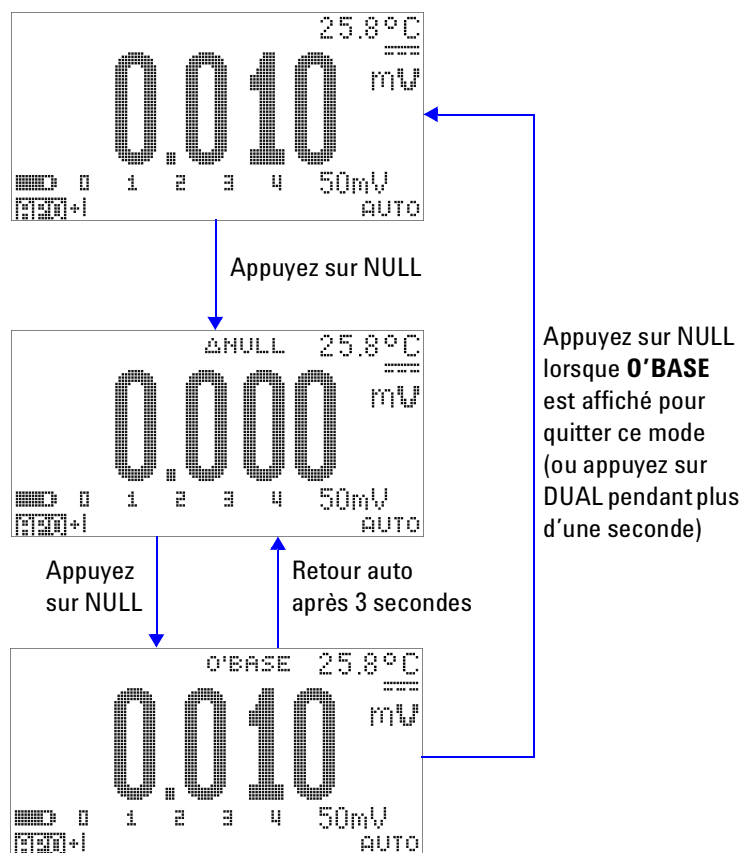 25.8°C
0.010
mV
0 1 2 3 4 50mV
AUTO
Appuyez sur NULL
ΔNULL 25.8°C
0.000
mV
0 1 2 3 4 50mV
AUTO
Appuyez
sur NULL
Retour auto
après 3 secondes
Appuyez sur NULL
lorsque O'BASE
est affiché pour
quitter ce mode
(ou appuyez sur
DUAL pendant plus
d'une seconde)
O'BASE 25.8°C
0.010
mV
0 1 2 3 4 50mV
AUTO